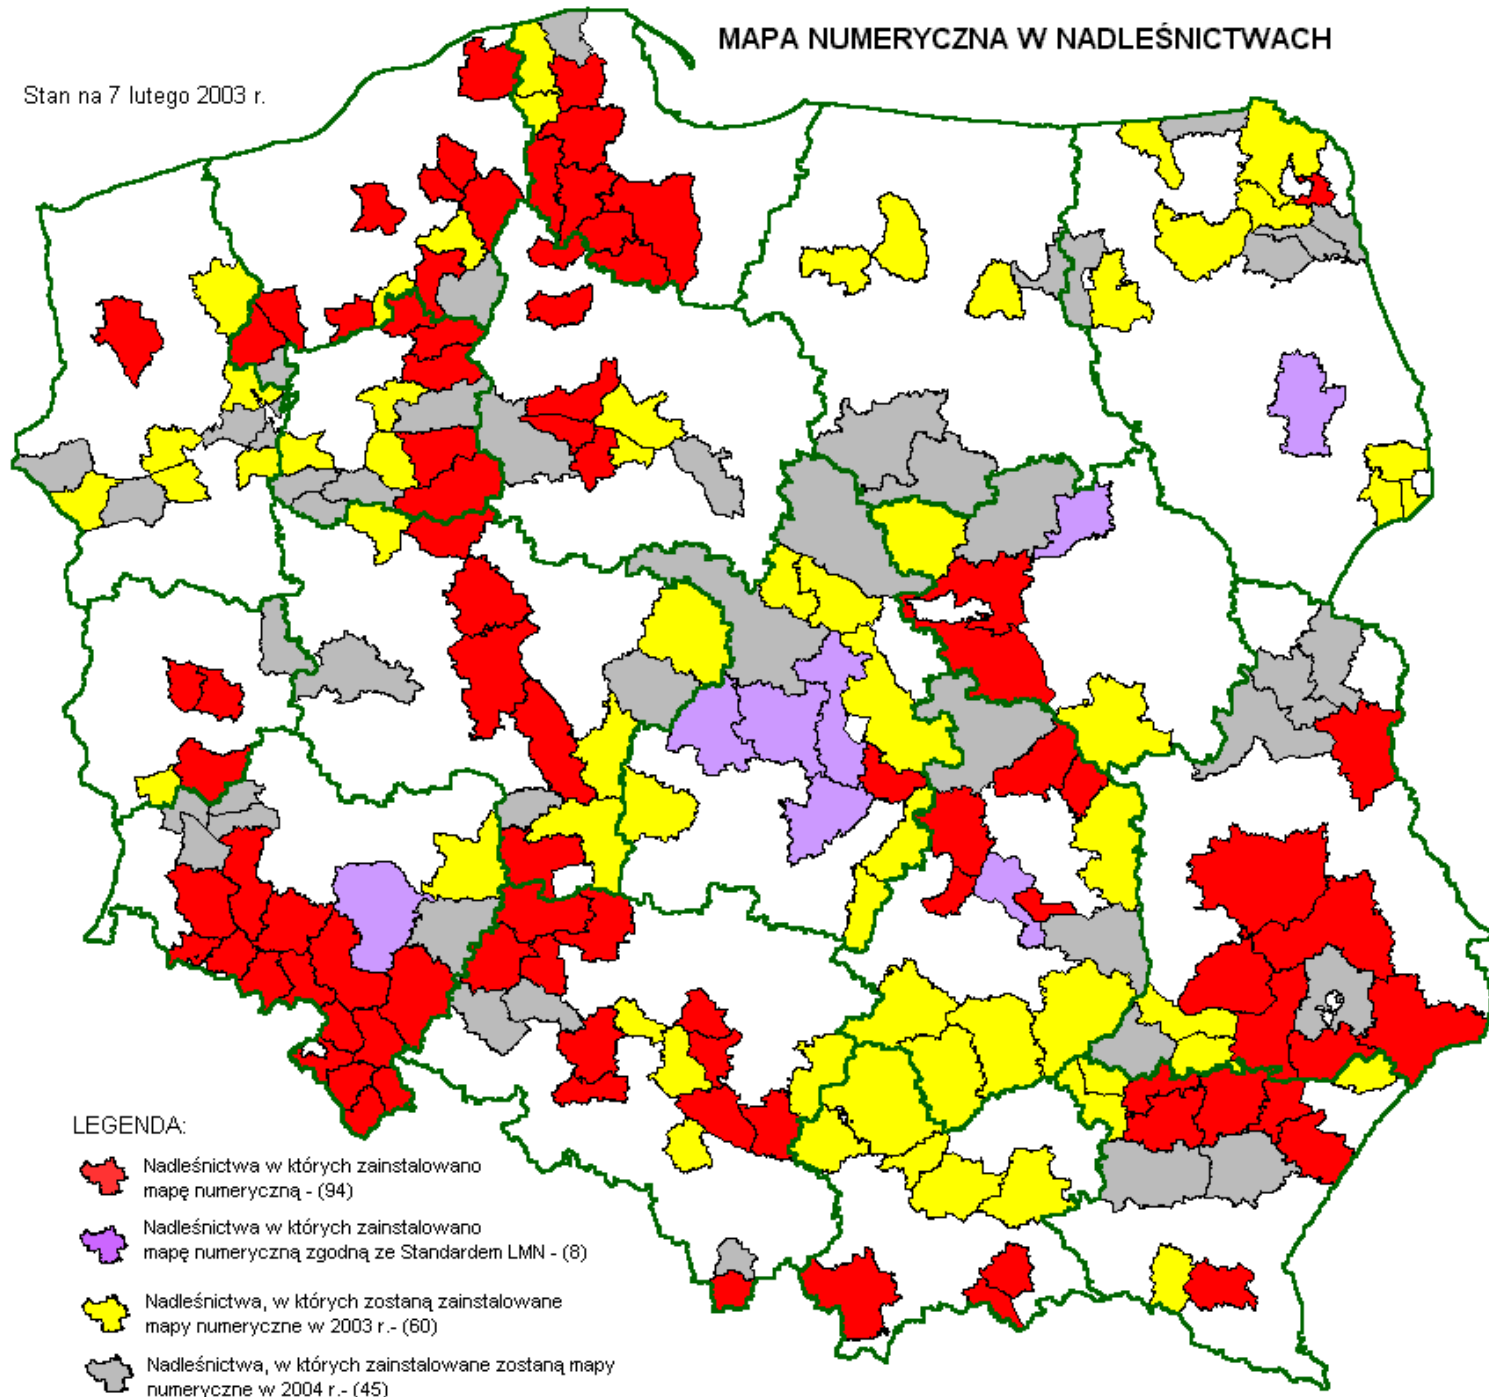 MAPA NUMERYCZNA W NADLEŚNICTWACH
Stan na 7 lutego 2003 r.
LEGENDA:
Nadleśnictwa w których zainstalowano
mapę numeryczną - (94)
Nadleśnictwa w których zainstalowano
mapę numeryczną zgodną ze Standardem LMN - (8)
Nadleśnictwa, w których zostaną zainstalowane
mapy numeryczne w 2003 r.- (60)
Nadleśnictwa, w których zainstalowane zostaną mapy
numeryczne w 2004 r.- (45)